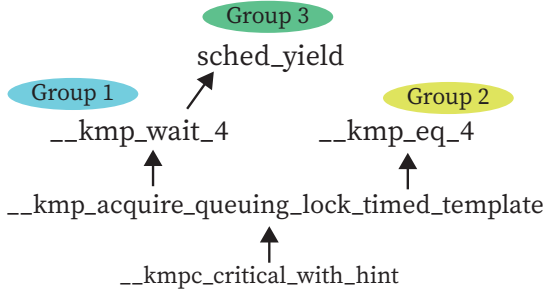 Group 3
sched_yield
Group 1
Group 2
__kmp_wait_4
__kmp_eq_4
__kmp_acquire_queuing_lock_timed_template
__kmpc_critical_with_hint